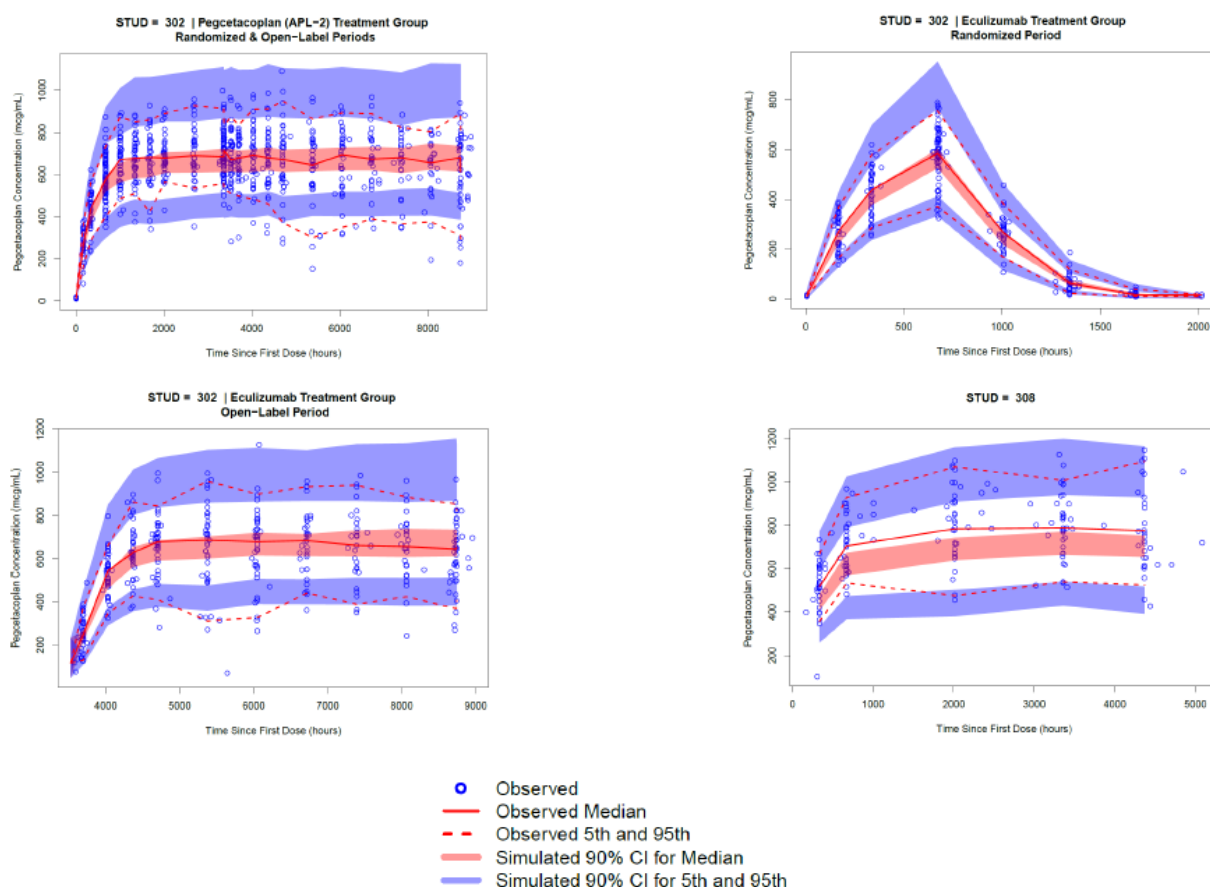 STUD = 302 | Pegcetacoplan (APL-2) Treatment Group
Randomized & Open-Label Periods
Pegcetacoplan Concentration (mcg/mL)
1000
800
600
400
200
0
0 2000 4000 6000 8000
Time Since First Dose (hours)
STUD = 302 | Eculizumab Treatment Group
Randomized Period
Pegcetacoplan Concentration (mcg/mL)
800
600
400
200
0
0 500 1000 1500 2000
Time Since First Dose (hours)
STUD = 302 | Eculizumab Treatment Group
Open-Label Period
Pegcetacoplan Concentration (mcg/mL)
1200
1000
800
600
400
200
4000 5000 6000 7000 8000 9000
Time Since First Dose (hours)
STUD = 308
Pegcetacoplan Concentration (mcg/mL)
1200
1000
800
600
400
200
0
0 1000 2000 3000 4000 5000
Time Since First Dose (hours)
Observed
Observed Median
Observed 5th and 95th
Simulated 90% CI for Median
Simulated 90% CI for 5th and 95th